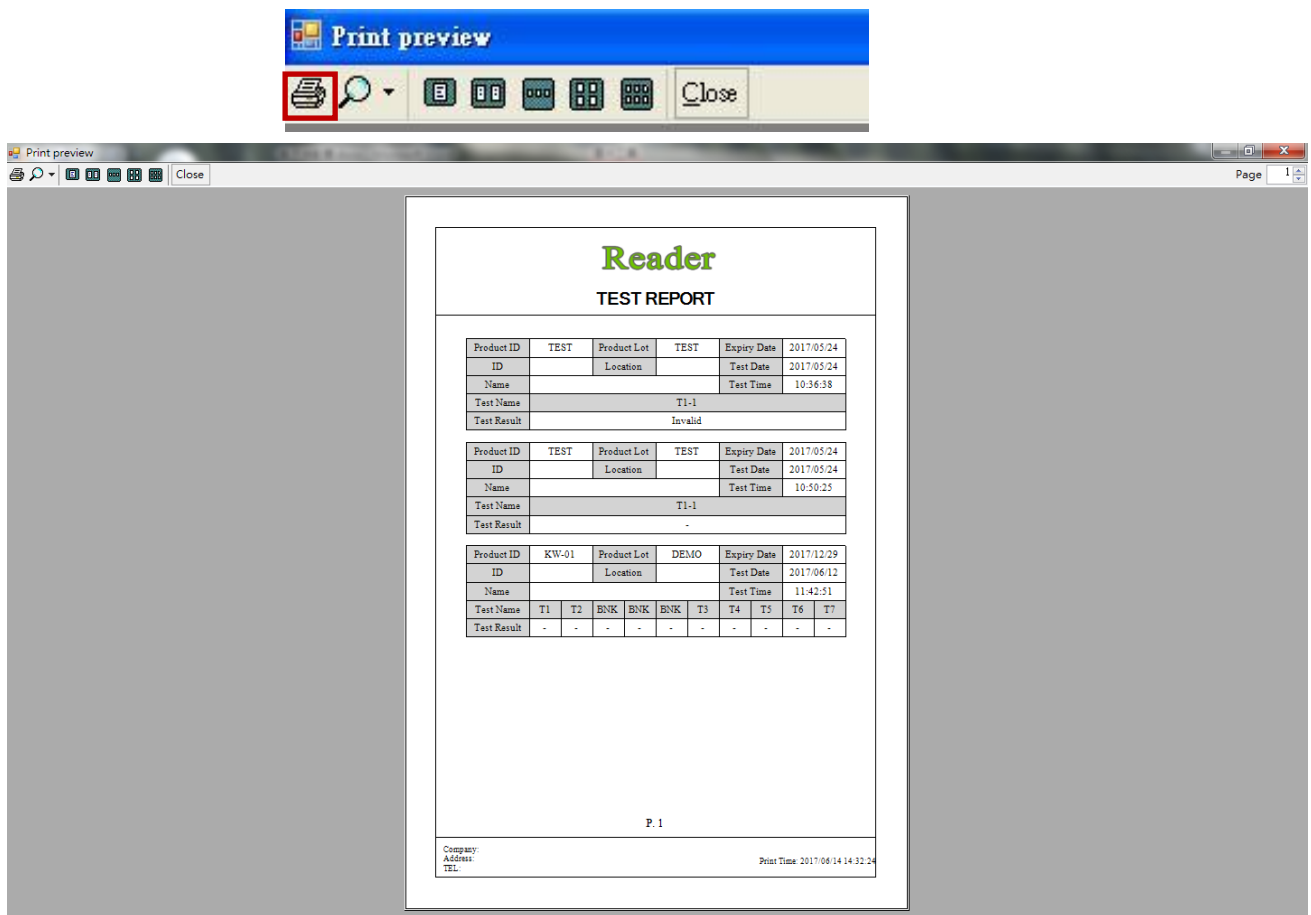 Print preview
Close
Print preview
Close
Page 1
Reader
TEST REPORT
Product ID TEST Product Lot TEST Expiry Date 2017/05/24
ID Location Test Date 2017/05/24
Name Test Time 10:36:38
Test Name T1-1
Test Result Invalid
Product ID TEST Product Lot TEST Expiry Date 2017/05/24
ID Location Test Date 2017/05/24
Name Test Time 10:50:25
Test Name T1-1
Test Result -
Product ID KW-01 Product Lot DEMO Expiry Date 2017/12/29
ID Location Test Date 2017/06/12
Name Test Time 11:42:51
Test Name T1 T2 BNK BNK BNK T3 T4 T5 T6 T7
Test Result - - - - - - - - - -
P. 1
Company:
Address:
TEL:
Print Time: 2017/06/14 14:32:24